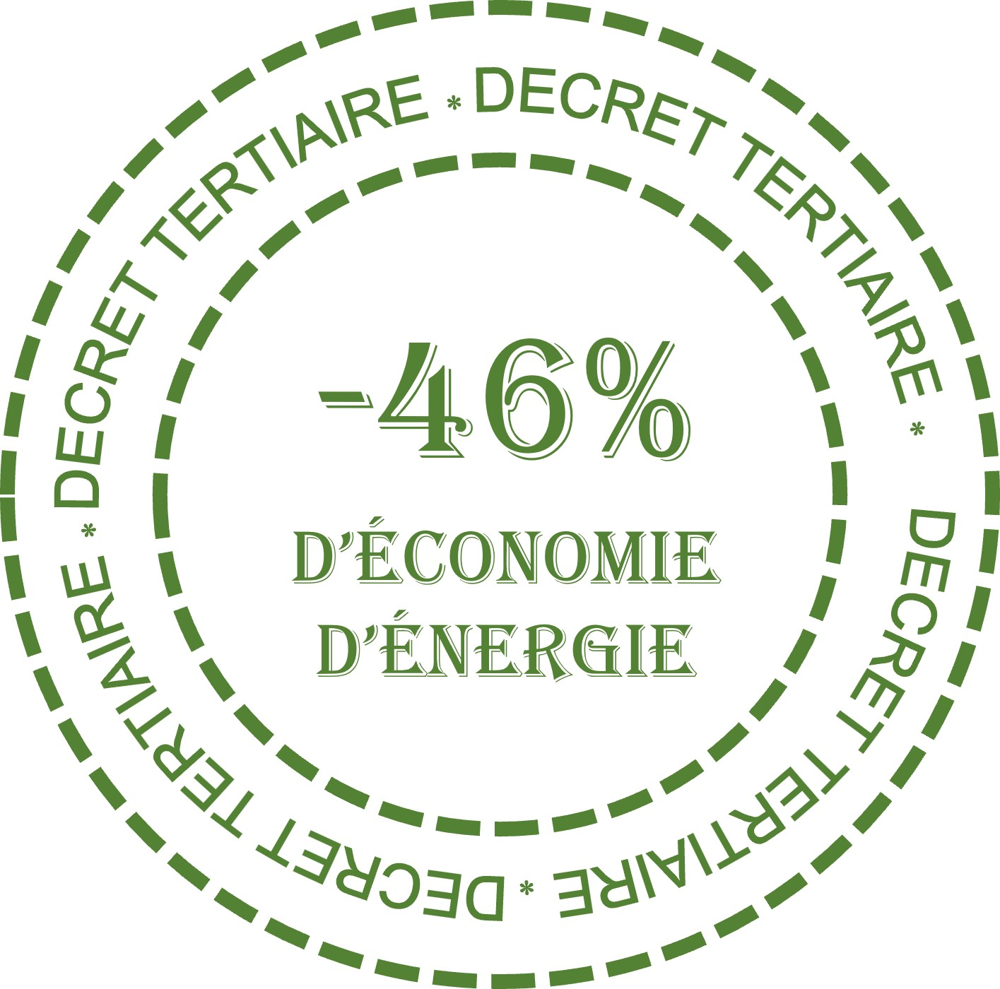 DECRET TERTIAIRE * DECRET TERTIAIRE * DECRET TERTIAIRE * DECRET TERTIAIRE *
-46%
D'ÉCONOMIE
D'ÉNERGIE